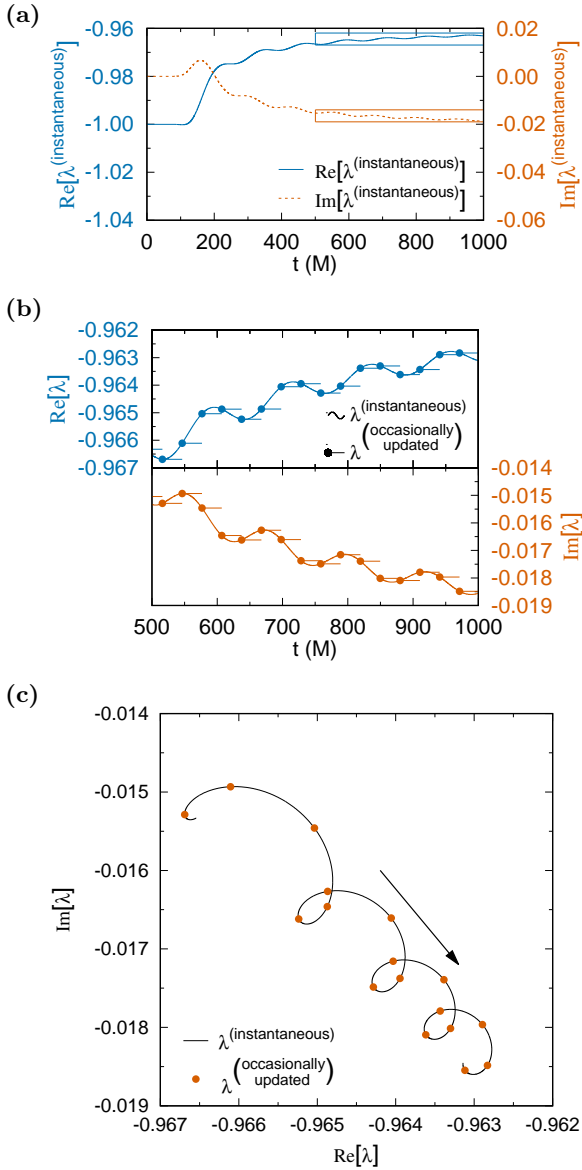 (a)
-0.96
-0.98
-1.00
-1.02
-1.04
Re[λ(instantaneous)]
0.02
0.00
-0.02
-0.04
-0.06
Im[λ(instantaneous)]
Re[λ(instantaneous)]
Im[λ(instantaneous)]
0 200 400 600 800 1000
t (M)
(b)
-0.962
-0.963
-0.964
-0.965
-0.966
-0.967
Re[λ]
λ(instantaneous)
λ(occasionally
updated)
-0.014
-0.015
-0.016
-0.017
-0.018
-0.019
Im[λ]
500 600 700 800 900 1000
t (M)
(c)
-0.014
-0.015
-0.016
-0.017
-0.018
-0.019
Im[λ]
λ(instantaneous)
λ(occasionally
updated)
-0.967 -0.966 -0.965 -0.964 -0.963 -0.962
Re[λ]